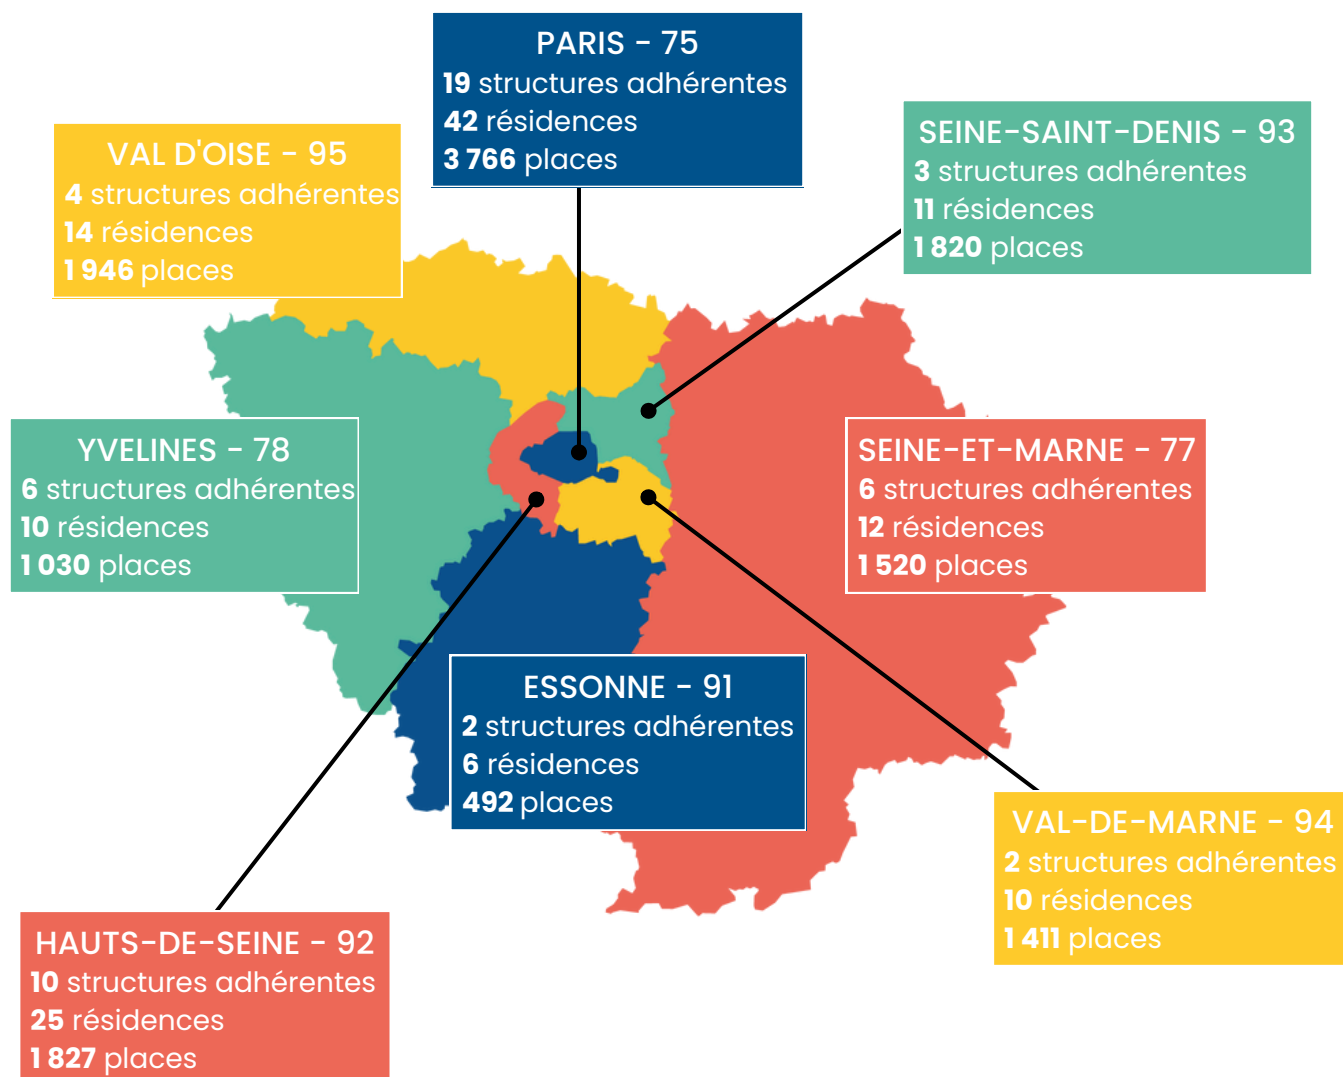 PARIS - 75
19 structures adhérentes
42 résidences
3 766 places
SEINE-SAINT-DENIS - 93
3 structures adhérentes
11 résidences
1 820 places
VAL D'OISE - 95
4 structures adhérentes
14 résidences
1 946 places
YVELINES - 78
6 structures adhérentes
10 résidences
1 030 places
SEINE-ET-MARNE - 77
6 structures adhérentes
12 résidences
1 520 places
ESSONNE - 91
2 structures adhérentes
6 résidences
492 places
VAL-DE-MARNE - 94
2 structures adhérentes
10 résidences
1 411 places
HAUTS-DE-SEINE - 92
10 structures adhérentes
25 résidences
1 827 places